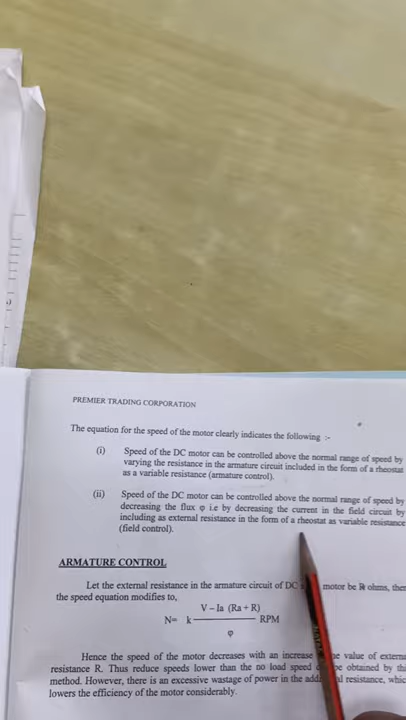 PREMIER TRADING CORPORATION
The equation for the speed of the motor clearly indicates the following :-
(i) Speed of the DC motor can be controlled above the normal range of speed by
varying the resistance in the armature circuit included in the form of a rheostat
as a variable resistance (armature control).
(ii) Speed of the DC motor can be controlled above the normal range of speed by
decreasing the flux φ i.e by decreasing the current in the field circuit by
including as external resistance in the form of a rheostat as variable resistance
(field control).
ARMATURE CONTROL
Let the external resistance in the armature circuit of DC motor be R ohms, then
the speed equation modifies to,
V – Ia (Ra + R)
N= k RPM
φ
Hence the speed of the motor decreases with an increase value of
resistance R. Thus reduce speeds lower than the no load speed be obtained by
method. However, there is an excessive wastage of power in the resistance,
lowers the efficiency of the motor considerably.